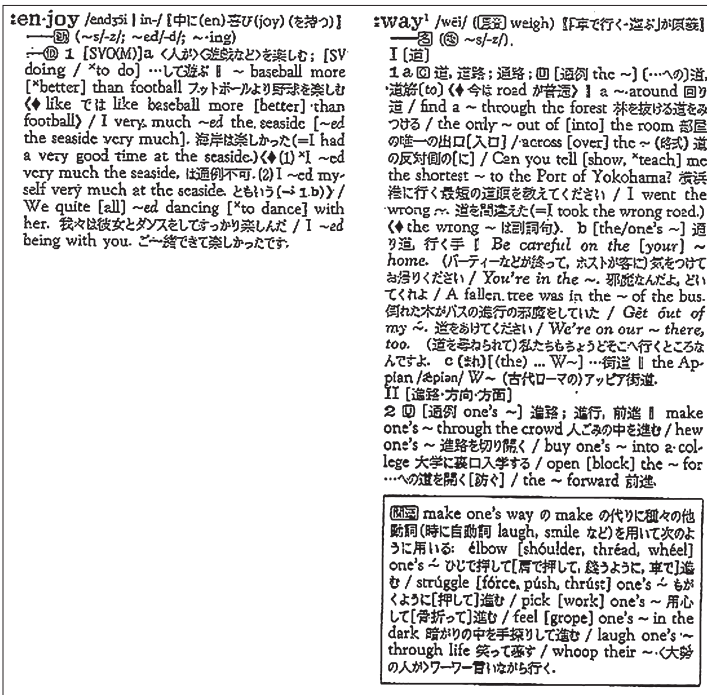 :en·joy /endʒɔi | in-/ 〖中に(en)喜び(joy)(を持つ)〗
──動 (~s/-z/; ~ed/-d/; ~·ing)
──他 1 [SVO(M)]a〈人が〉〈遊戯など〉を楽しむ; [SV
doing / ˣto do] …して遊ぶ ‖ ~ baseball more
[ˣbetter] than football フットボールより野球を楽しむ
(◆ like では like baseball more [better] than
football) / I very much ~ed the seaside [~ed
the seaside very much]. 海岸は楽しかった(=I had
a very good time at the seaside.)(◆(1) ˣI ~ed
very much the seaside. は通例不可. (2) I ~ed my-
self very much at the seaside. ともいう(→ 1.b)) /
We quite [all] ~ed dancing [ˣto dance] with
her. 我々は彼女とダンスをしてすっかり楽しんだ / I ~ed
being with you. ご一緒できて楽しかったです.
:way¹ /wéi/ (同音 weigh) 〖「車で行く·運ぶ」が原義〗
──名 (複 ~s/-z/).
I [道]
1 a C 道, 道路; 通路; U [通例 the ~] (…への)道,
道筋(to) (◆今は road が普通) ‖ a ~ around 回り
道 / find a ~ through the forest 林を抜ける道をみ
つける / the only ~ out of [into] the room 部屋
の唯一の出口[入口] / across [over] the ~ (略式) 道
の反対側の[に] / Can you tell [show, ˣteach] me
the shortest ~ to the Port of Yokohama? 横浜
港に行く最短の道順を教えてください / I went the
wrong ~. 道を間違えた(=I took the wrong road.)
(◆the wrong ~ は副詞句). b [the/one's ~] 通
り道, 行く手 ‖ Be careful on the [your] ~
home. (パーティーなどが終って, ホストが客に)気をつけて
お帰りください / You're in the ~. 邪魔なんだよ, どい
てくれよ / A fallen tree was in the ~ of the bus.
倒れた木がバスの進行の邪魔をしていた / Gèt óut of
my ~. 道をあけてください / We're on our ~ there,
too. (道を尋ねられて)私たちもちょうどそこへ行くところな
んですよ. c (まれ)[(the) ... W~] …街道 ‖ the Ap-
pian /ǽpiən/ W~ (古代ローマの)アッピア街道.
II [進路·方向·方面]
2 U [通例 one's ~] 進路; 進行, 前進 ‖ make
one's ~ through the crowd 人ごみの中を進む / hew
one's ~ 進路を切り開く / buy one's ~ into a col-
lege 大学に裏口入学する / open [block] the ~ for
…への道を開く[防ぐ] / the ~ forward 前進.
関連 make one's way の make の代りに種々の他
動詞(時に自動詞 laugh, smile など)を用いて次のよ
うに用いる: élbow [shóulder, thréad, whéel]
one's ~ ひじで押して[肩で押して, 縫うように, 車で]進
む / strúggle [fórce, púsh, thrúst] one's ~ もが
くように[押して]進む / pick [work] one's ~ 用心
して[骨折って]進む / feel [grope] one's ~ in the
dark 暗がりの中を手探りして進む / laugh one's ~
through life 笑って暮す / whoop their ~〈大勢
の人が〉ワーワー言いながら行く.